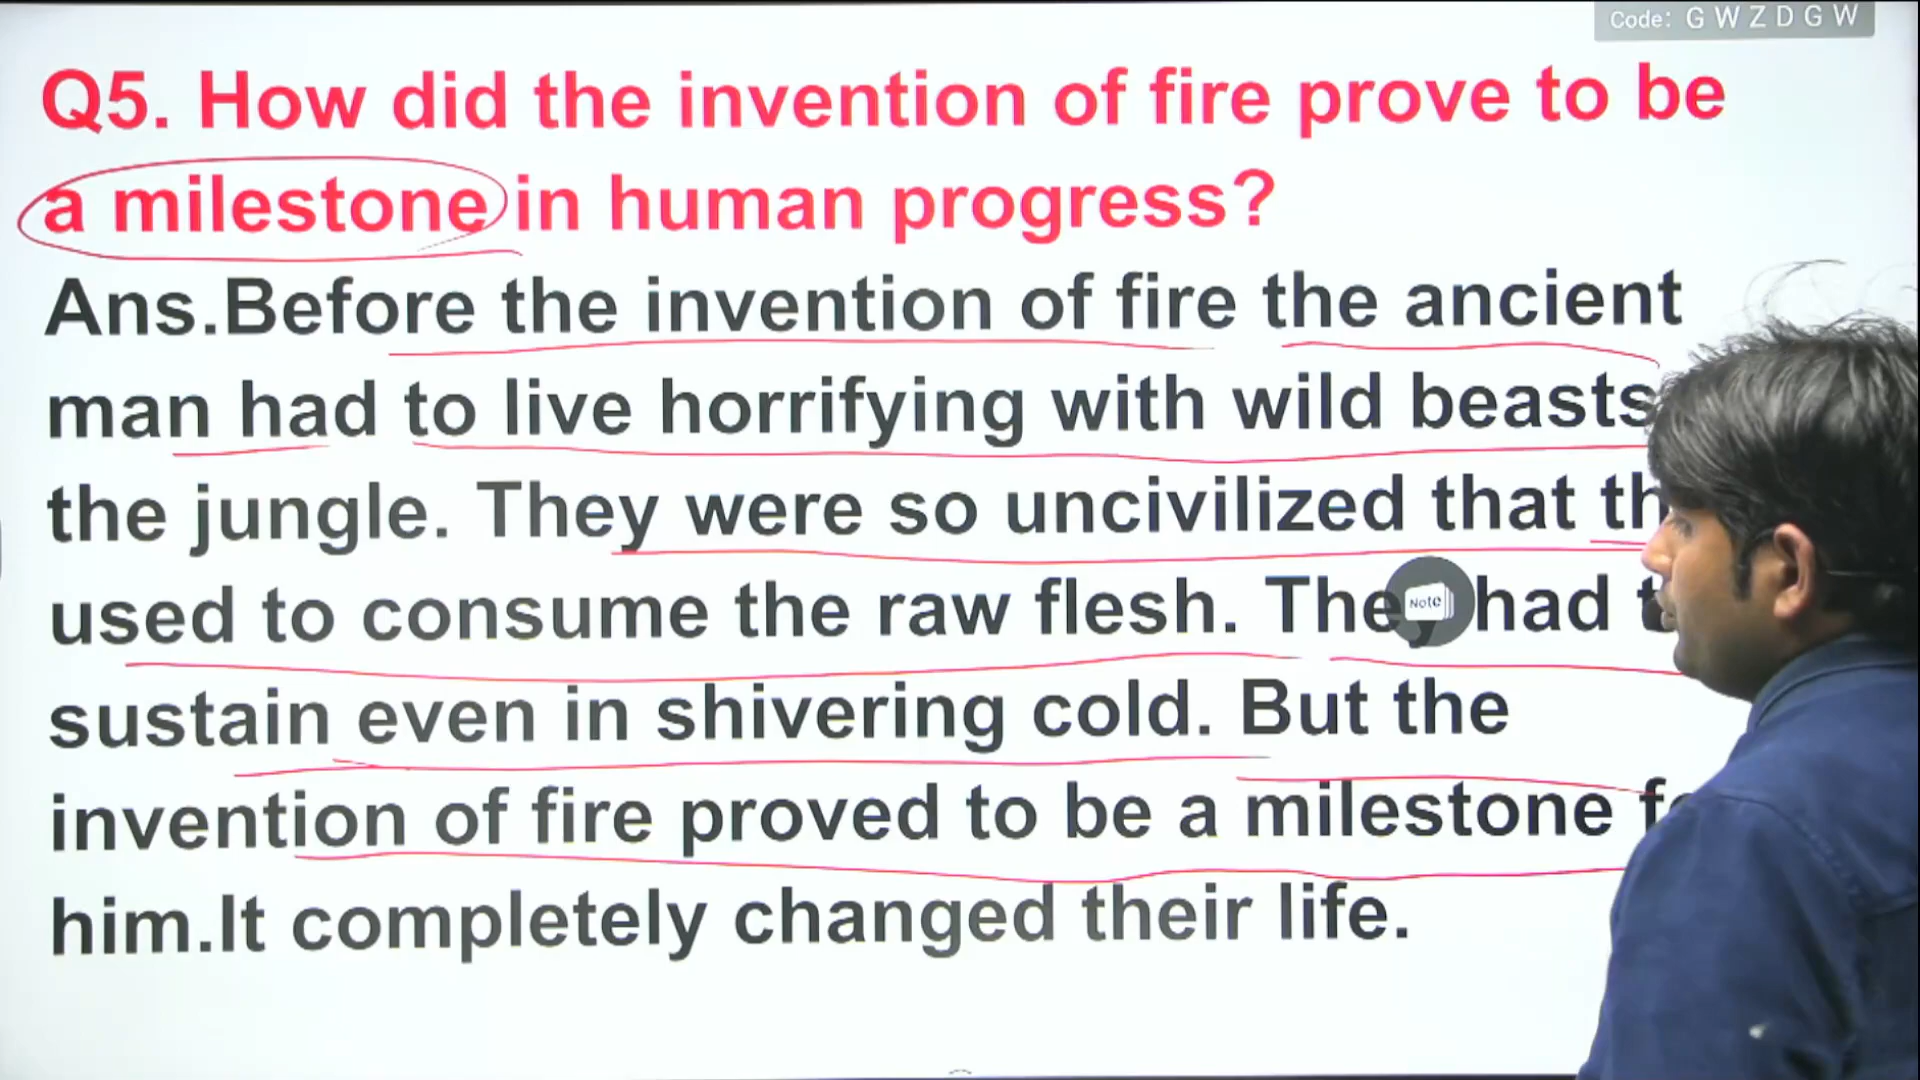 Code: G W Z D G W
Q5. How did the invention of fire prove to be
a milestone in human progress?
Ans.Before the invention of fire the ancient
man had to live horrifying with wild beasts
the jungle. They were so uncivilized that
used to consume the raw flesh. They had
Note
sustain even in shivering cold. But the
invention of fire proved to be a milestone
him.It completely changed their life.